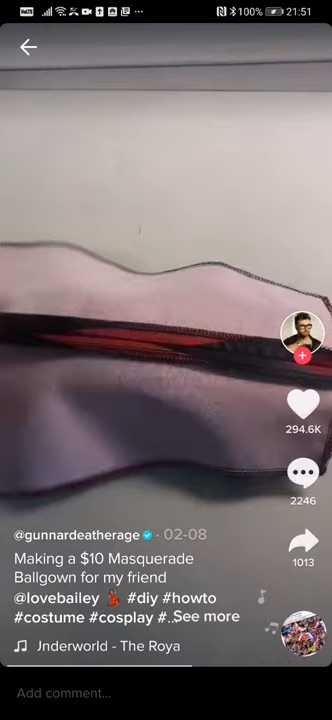 VoLTE 100% 21:51
294.6K
2246
1013
@gunnardeatherage · 02-08
Making a $10 Masquerade
Ballgown for my friend
@lovebailey 💃 #diy #howto
#costume #cosplay #...See more
Jnderworld - The Roya
Add comment...